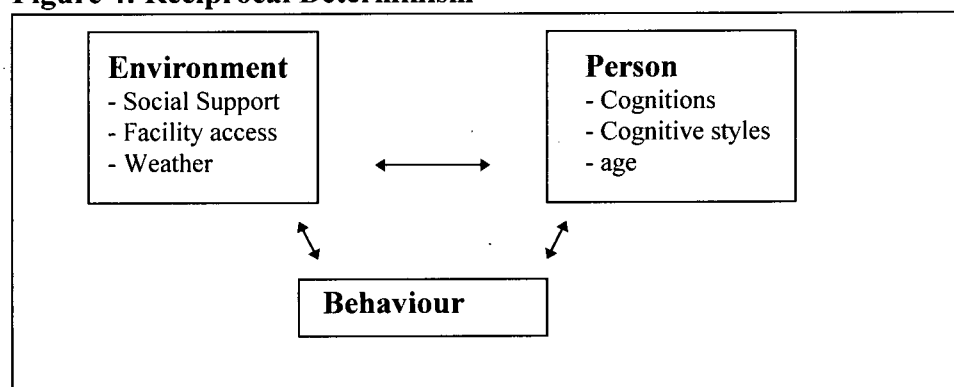 Figure 4: Reciprocal Determinism
Environment
- Social Support
- Facility access
- Weather
Person
- Cognitions
- Cognitive styles
- age
Behaviour